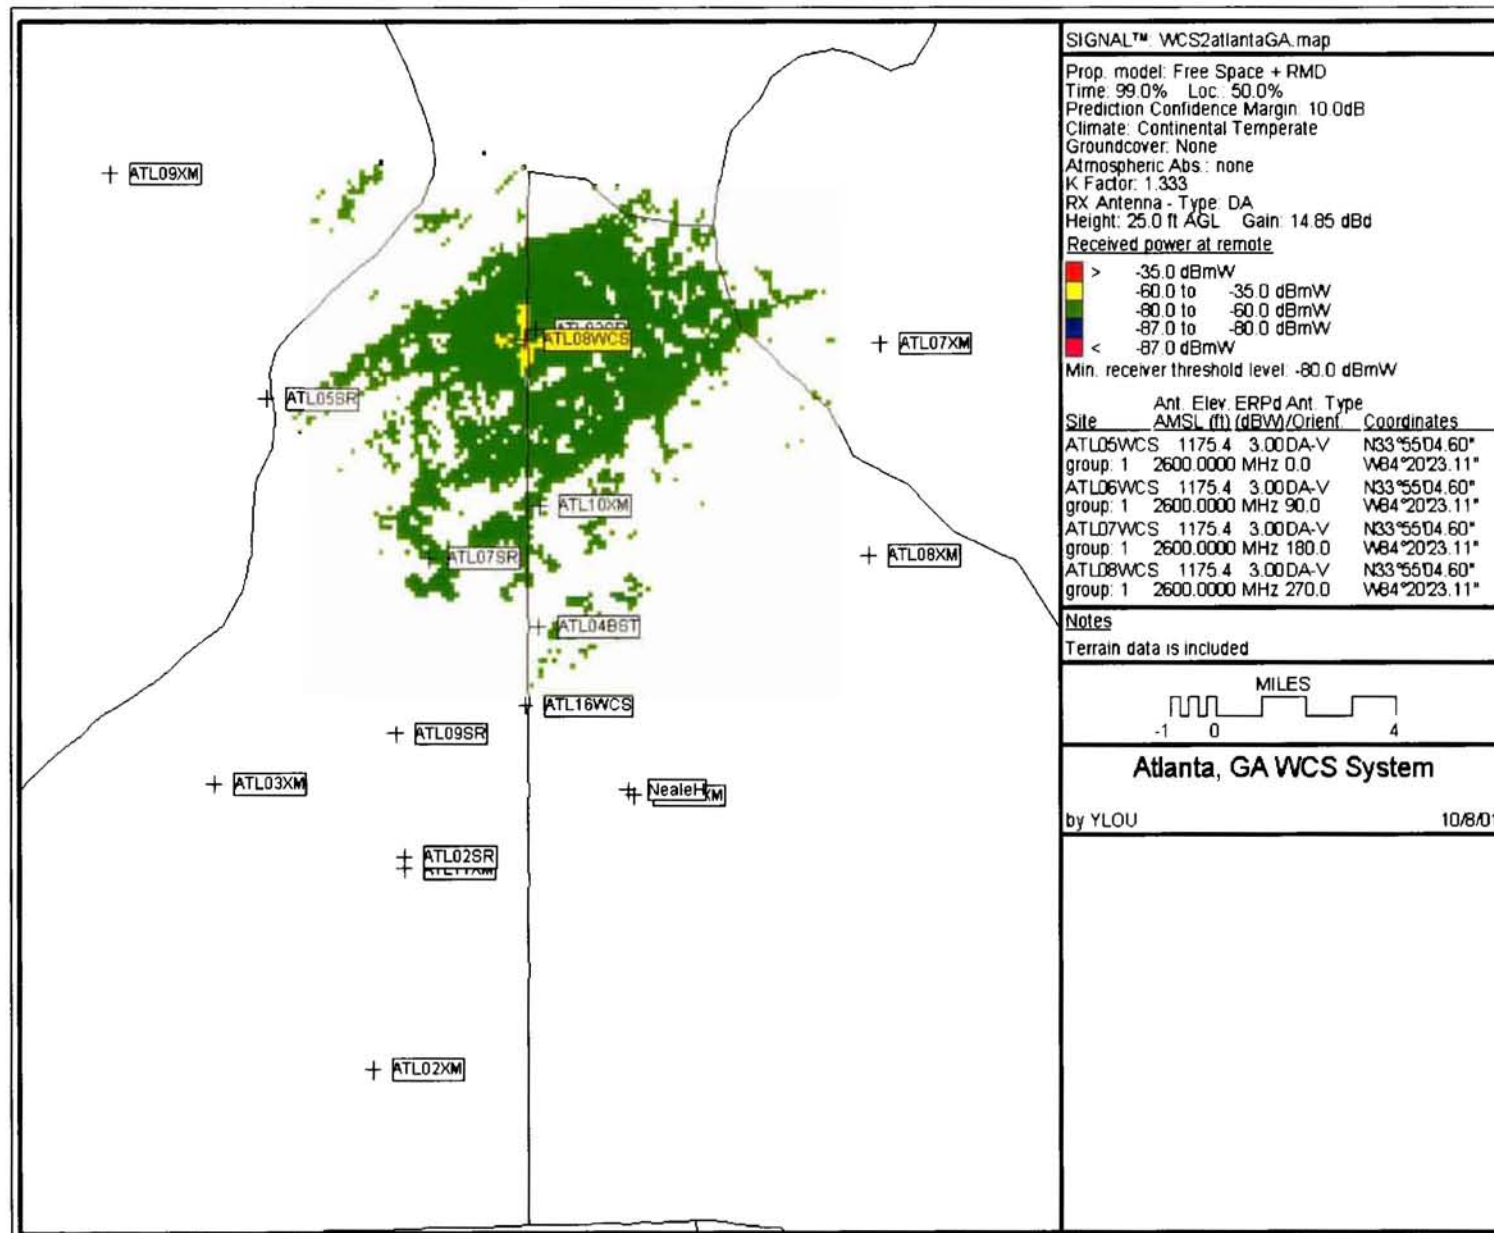 SIGNAL™: WCS2atlantaGA.map
Prop. model: Free Space + RMD
Time: 99.0% Loc.: 50.0%
Prediction Confidence Margin: 10.0dB
Climate: Continental Temperate
Groundcover: None
Atmospheric Abs.: none
K Factor: 1.333
RX Antenna - Type: DA
Height: 25.0 ft AGL Gain: 14.85 dBd
Received power at remote
> -35.0 dBmW
-60.0 to -35.0 dBmW
-80.0 to -60.0 dBmW
-87.0 to -80.0 dBmW
< -87.0 dBmW
Min. receiver threshold level: -80.0 dBmW
Ant. Elev. ERPd Ant. Type
Site AMSL (ft) (dBW) /Orient. Coordinates
ATL05WCS 1175.4 3.00 DA-V N33°55'04.60"
group: 1 2600.0000 MHz 0.0 W84°20'23.11"
ATL06WCS 1175.4 3.00 DA-V N33°55'04.60"
group: 1 2600.0000 MHz 90.0 W84°20'23.11"
ATL07WCS 1175.4 3.00 DA-V N33°55'04.60"
group: 1 2600.0000 MHz 180.0 W84°20'23.11"
ATL08WCS 1175.4 3.00 DA-V N33°55'04.60"
group: 1 2600.0000 MHz 270.0 W84°20'23.11"
Notes
Terrain data is included
MILES
-1 0 4
Atlanta, GA WCS System
by YLOU 10/8/01
ATL09XM
ATL08WCS
ATL07XM
ATL05SR
ATL10XM
ATL07SR
ATL08XM
ATL04BST
ATL16WCS
ATL09SR
ATL03XM
NealeH
ATL02SR
ATL11XM
ATL02XM